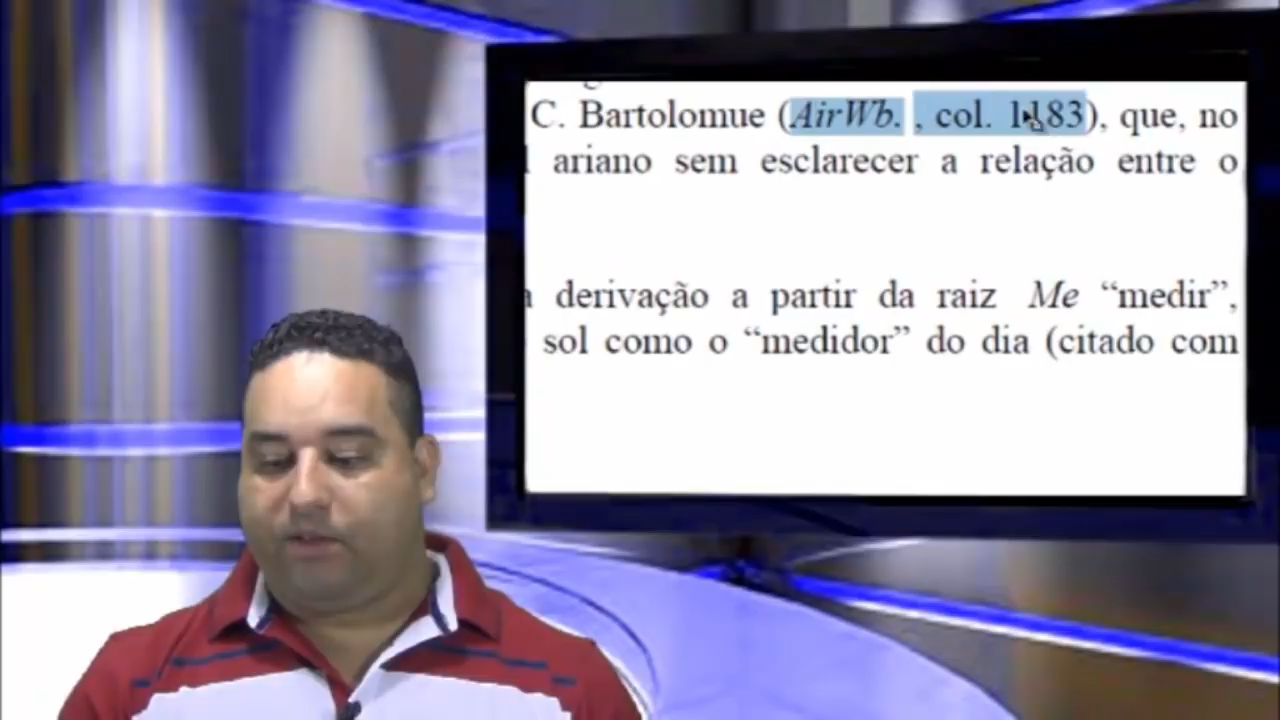 C. Bartolomue (AirWb. , col. 1183), que, no
ariano sem esclarecer a relação entre o
derivação a partir da raiz Me “medir”,
sol como o “medidor” do dia (citado com